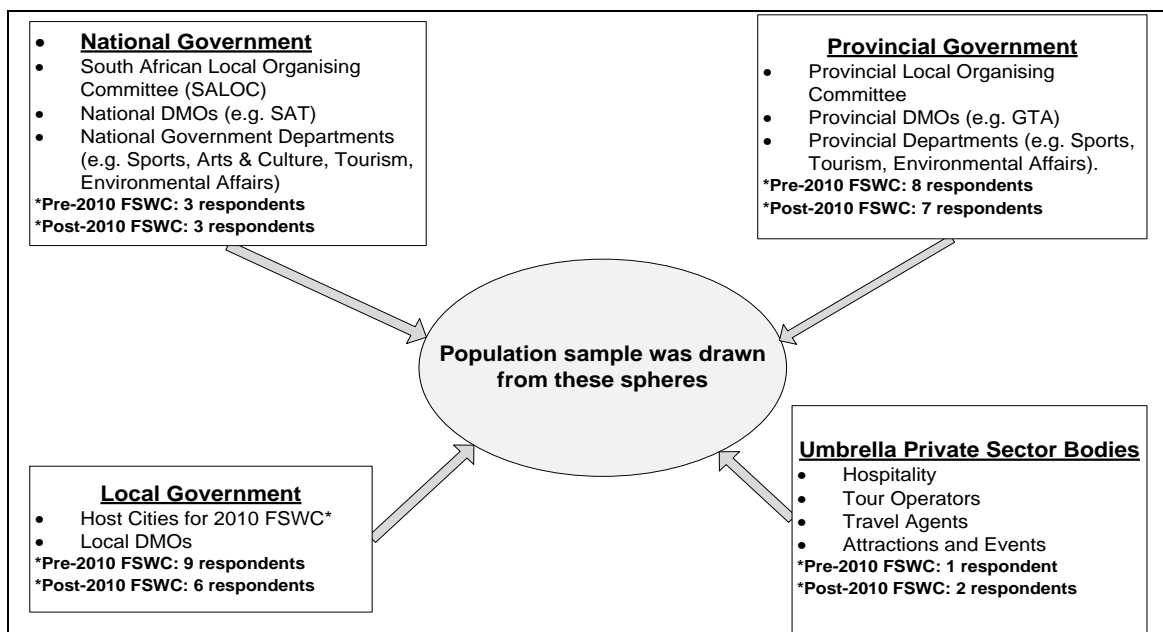 • National Government
• South African Local Organising
Committee (SALOC)
• National DMOs (e.g. SAT)
• National Government Departments
(e.g. Sports, Arts & Culture, Tourism,
Environmental Affairs)
*Pre-2010 FSWC: 3 respondents
*Post-2010 FSWC: 3 respondents
Provincial Government
• Provincial Local Organising
Committee
• Provincial DMOs (e.g. GTA)
• Provincial Departments (e.g. Sports,
Tourism, Environmental Affairs).
*Pre-2010 FSWC: 8 respondents
*Post-2010 FSWC: 7 respondents
Population sample was drawn
from these spheres
Local Government
• Host Cities for 2010 FSWC*
• Local DMOs
*Pre-2010 FSWC: 9 respondents
*Post-2010 FSWC: 6 respondents
Umbrella Private Sector Bodies
• Hospitality
• Tour Operators
• Travel Agents
• Attractions and Events
*Pre-2010 FSWC: 1 respondent
*Post-2010 FSWC: 2 respondents